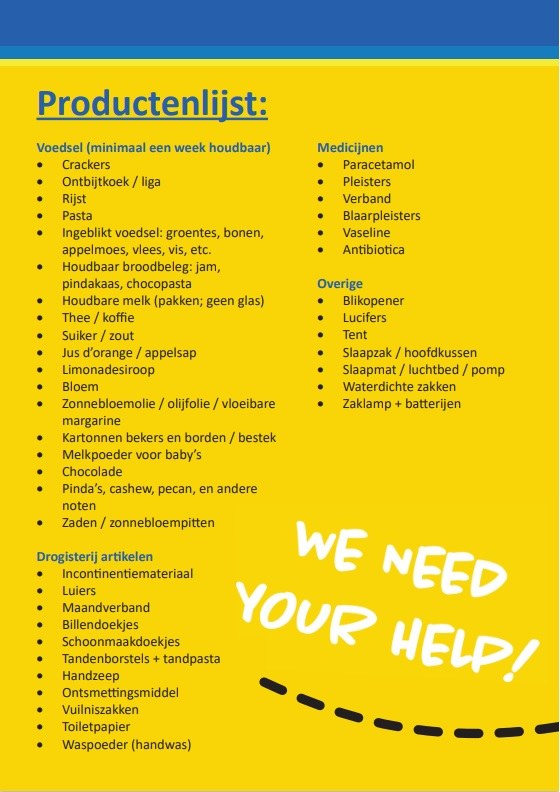 Productenlijst:
Voedsel (minimaal een week houdbaar)
• Crackers
• Ontbijtkoek / liga
• Rijst
• Pasta
• Ingeblikt voedsel: groentes, bonen,
appelmoes, vlees, vis, etc.
• Houdbaar broodbeleg: jam,
pindakaas, chocopasta
• Houdbare melk (pakken; geen glas)
• Thee / koffie
• Suiker / zout
• Jus d’orange / appelsap
• Limonadesiroop
• Bloem
• Zonnebloemolie / olijfolie / vloeibare
margarine
• Kartonnen bekers en borden / bestek
• Melkpoeder voor baby’s
• Chocolade
• Pinda’s, cashew, pecan, en andere
noten
• Zaden / zonnebloempitten
Drogisterij artikelen
• Incontinentiemateriaal
• Luiers
• Maandverband
• Billendoekjes
• Schoonmaakdoekjes
• Tandenborstels + tandpasta
• Handzeep
• Ontsmettingsmiddel
• Vuilniszakken
• Toiletpapier
• Waspoeder (handwas)
Medicijnen
• Paracetamol
• Pleisters
• Verband
• Blaarpleisters
• Vaseline
• Antibiotica
Overige
• Blikopener
• Lucifers
• Tent
• Slaapzak / hoofdkussen
• Slaapmat / luchtbed / pomp
• Waterdichte zakken
• Zaklamp + batterijen
WE NEED
YOUR HELP!